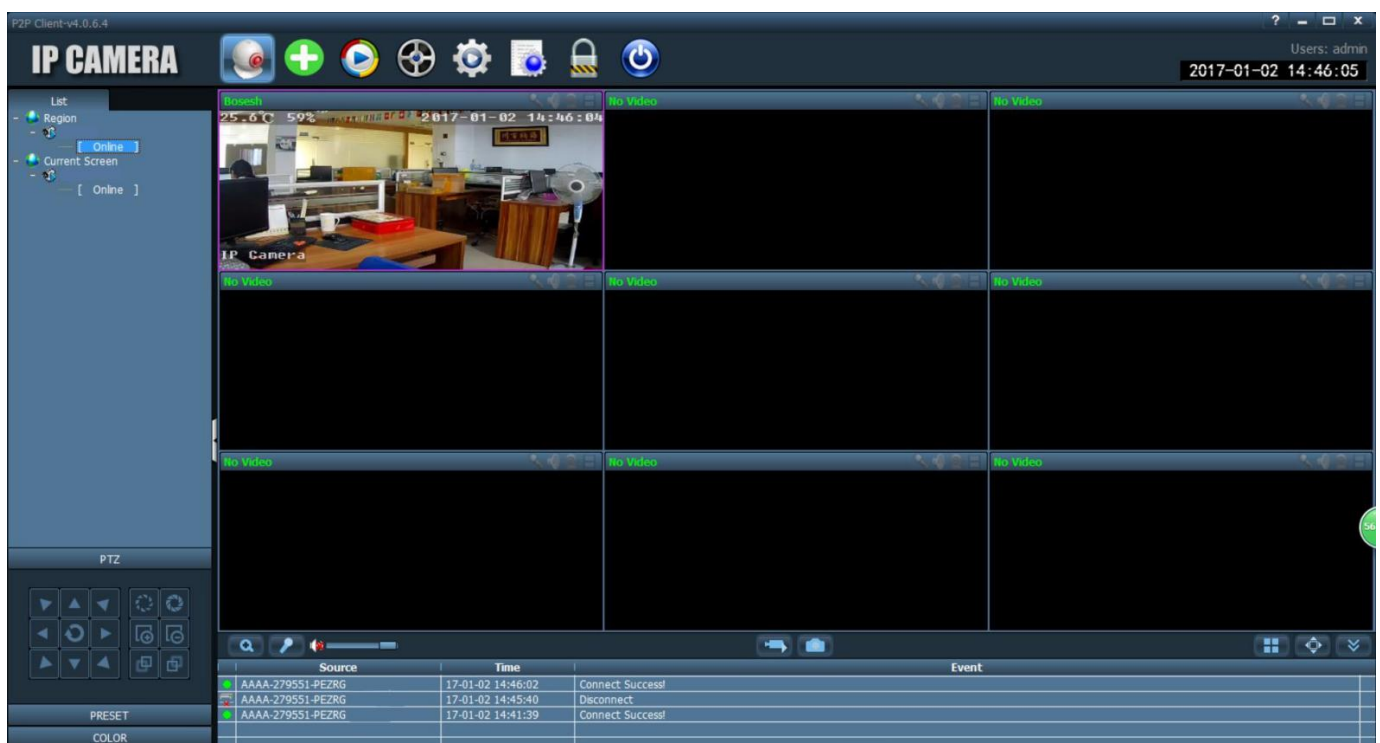 P2P Client-v4.0.6.4
? 
IP CAMERA
Users: admin
2017-01-02 14:46:05
List
Region
[ Online ]
Current Screen
[ Online ]
Bosesh
No Video
No Video
25.6℃ 59% 2017-01-02 14:46:04
IP Camera
No Video
No Video
No Video
No Video
No Video
No Video
56
PTZ
PRESET
COLOR
Source Time Event
AAAA-279551-PEZRG 17-01-02 14:46:02 Connect Success!
AAAA-279551-PEZRG 17-01-02 14:45:40 Disconnect
AAAA-279551-PEZRG 17-01-02 14:41:39 Connect Success!